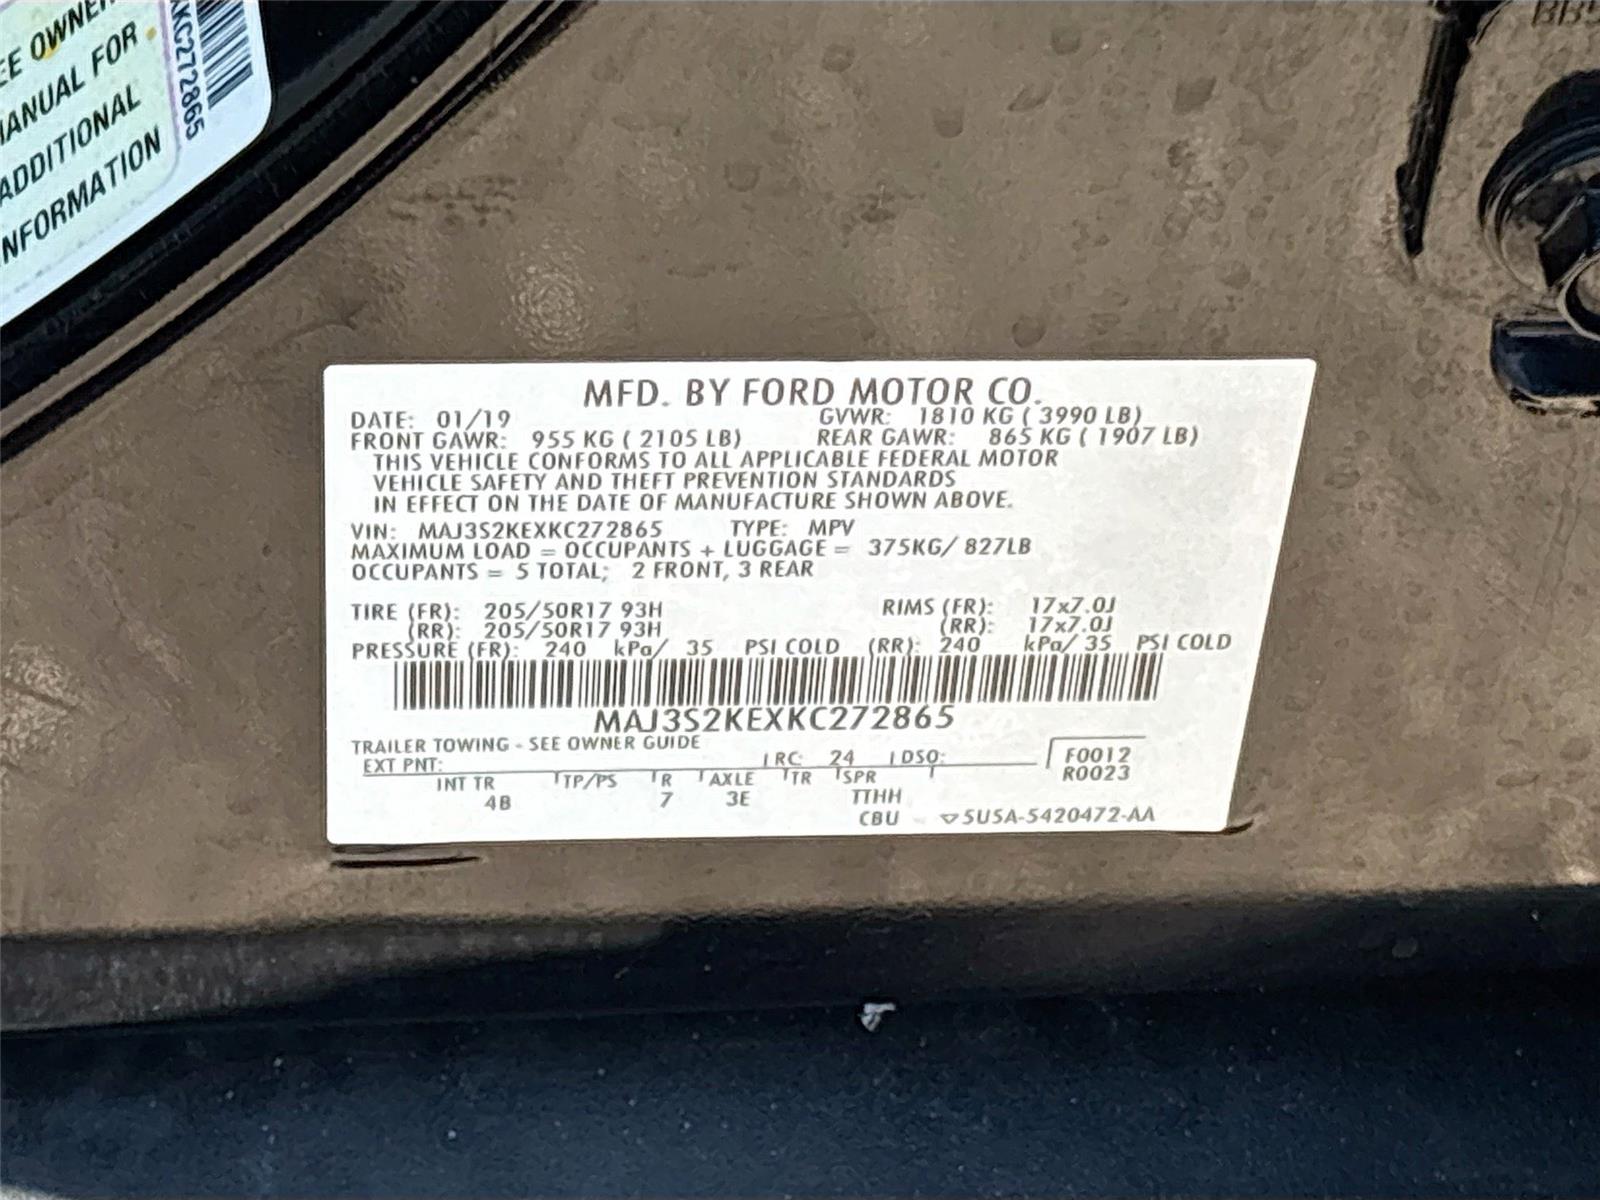 EE OWNER
MANUAL FOR
ADDITIONAL
INFORMATION
XKC272865
MFD. BY FORD MOTOR CO.
DATE: 01/19 GVWR: 1810 KG ( 3990 LB)
FRONT GAWR: 955 KG ( 2105 LB) REAR GAWR: 865 KG ( 1907 LB)
THIS VEHICLE CONFORMS TO ALL APPLICABLE FEDERAL MOTOR
VEHICLE SAFETY AND THEFT PREVENTION STANDARDS
IN EFFECT ON THE DATE OF MANUFACTURE SHOWN ABOVE.
VIN: MAJ3S2KEXKC272865 TYPE: MPV
MAXIMUM LOAD = OCCUPANTS + LUGGAGE = 375KG/ 827LB
OCCUPANTS = 5 TOTAL; 2 FRONT, 3 REAR
TIRE (FR): 205/50R17 93H RIMS (FR): 17x7.0J
(RR): 205/50R17 93H (RR): 17x7.0J
PRESSURE (FR): 240 kPa/ 35 PSI COLD (RR): 240 kPa/ 35 PSI COLD
MAJ3S2KEXKC272865
TRAILER TOWING - SEE OWNER GUIDE
EXT PNT: RC: 24 DSO: F0012
R0023
INT TR TP/PS R AXLE TR SPR
4B 7 3E TTHH
CBU ▽5U5A-5420472-AA